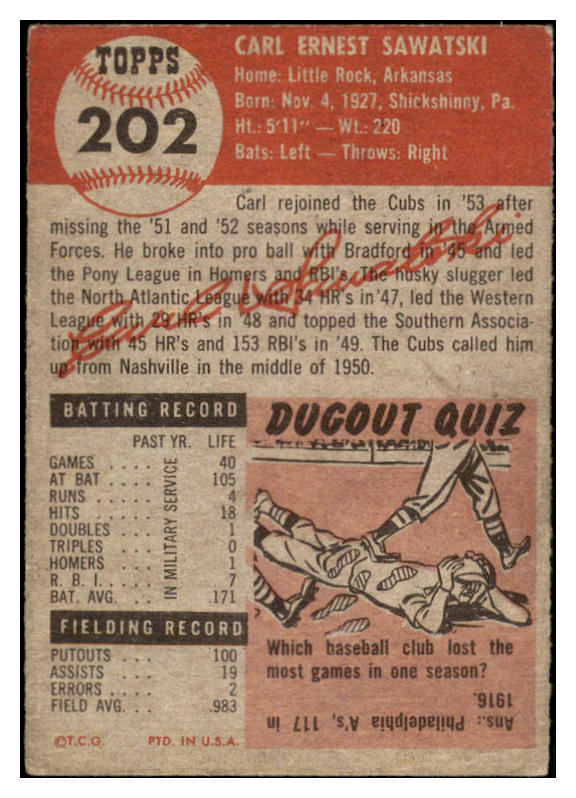 TOPPS
202
CARL ERNEST SAWATSKI
Home: Little Rock, Arkansas
Born: Nov. 4, 1927, Shickshinny, Pa.
Ht.: 5'11" — Wt.: 220
Bats: Left — Throws: Right
Carl rejoined the Cubs in '53 after
missing the '51 and '52 seasons while serving in the Armed
Forces. He broke into pro ball with Bradford in '45 and led
the Pony League in Homers and RBI's. The husky slugger led
the North Atlantic League with 34 HR's in '47, led the Western
League with 29 HR's in '48 and topped the Southern Associa-
tion with 45 HR's and 153 RBI's in '49. The Cubs called him
up from Nashville in the middle of 1950.
Carl Sawatski
BATTING RECORD
PAST YR. LIFE
GAMES .... 40
AT BAT .... 105
RUNS .... 4
HITS .... 18
DOUBLES ... 1
TRIPLES ... 0
HOMERS ... 1
R. B. I. .... 7
BAT. AVG. .. .171
IN MILITARY SERVICE
FIELDING RECORD
PUTOUTS ... 100
ASSISTS ... 19
ERRORS ... 2
FIELD AVG. .. .983
©T.C.G. PTD. IN U.S.A.
DUGOUT QUIZ
Which baseball club lost the
most games in one season?
Ans.: Philadelphia A's, 117 in
1916.